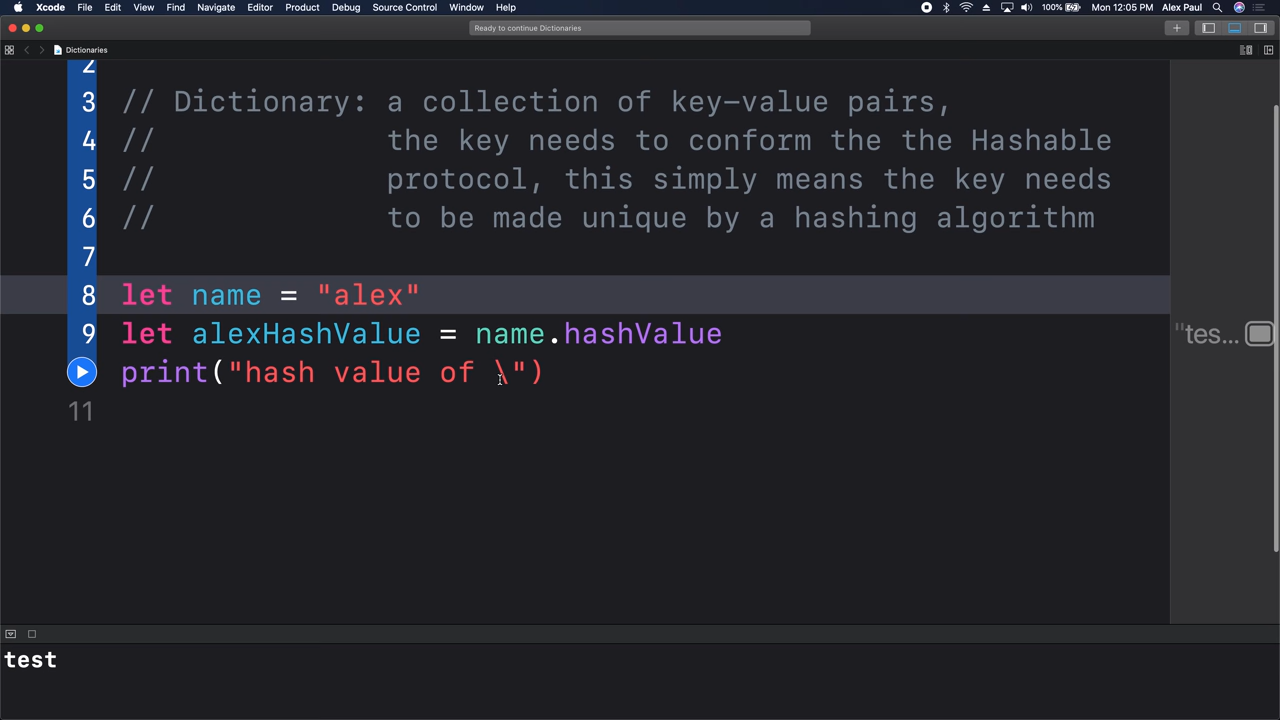 Xcode File Edit View Find Navigate Editor Product Debug Source Control Window Help 100% Mon 12:05 PM Alex Paul
Ready to continue Dictionaries
Dictionaries
2
3 // Dictionary: a collection of key-value pairs,
4 // the key needs to conform the the Hashable
5 // protocol, this simply means the key needs
6 // to be made unique by a hashing algorithm
7
8 let name = "alex"
9 let alexHashValue = name.hashValue
print("hash value of \")
11
"tes...
test